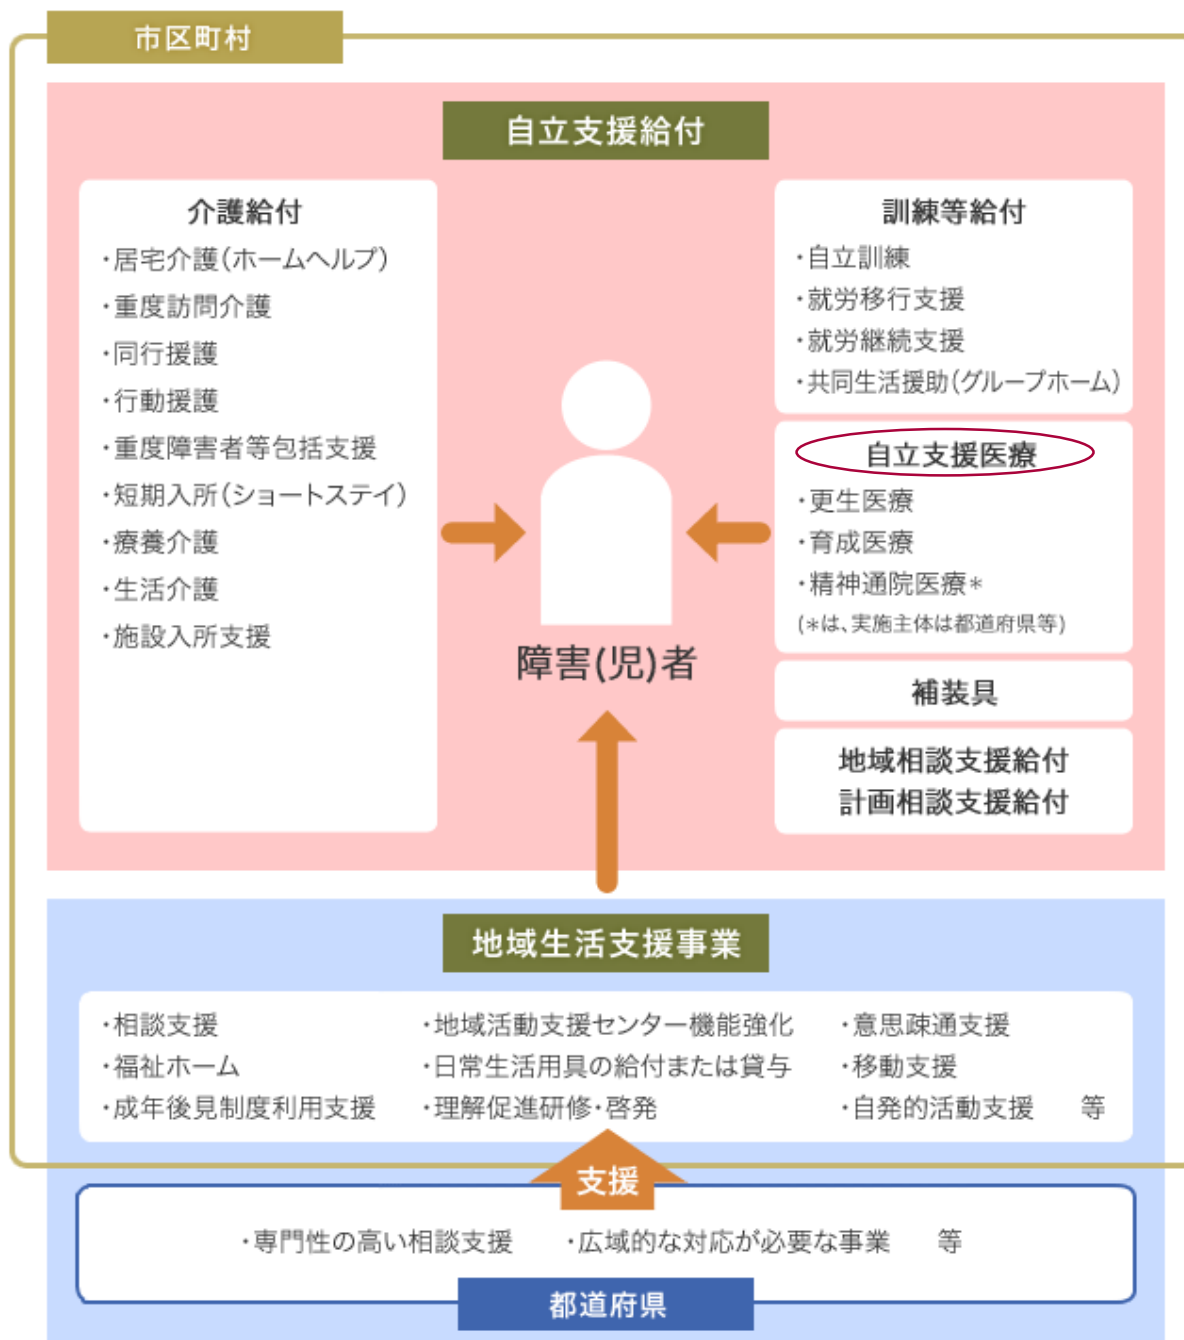 市区町村
自立支援給付
介護給付
・居宅介護(ホームヘルプ)
・重度訪問介護
・同行援護
・行動援護
・重度障害者等包括支援
・短期入所(ショートステイ)
・療養介護
・生活介護
・施設入所支援
訓練等給付
・自立訓練
・就労移行支援
・就労継続支援
・共同生活援助(グループホーム)
自立支援医療
・更生医療
・育成医療
・精神通院医療*
(*は、実施主体は都道府県等)
補装具
地域相談支援給付
計画相談支援給付
障害(児)者
地域生活支援事業
・相談支援 ・地域活動支援センター機能強化 ・意思疎通支援
・福祉ホーム ・日常生活用具の給付または貸与 ・移動支援
・成年後見制度利用支援 ・理解促進研修・啓発 ・自発的活動支援 等
支援
・専門性の高い相談支援 ・広域的な対応が必要な事業 等
都道府県